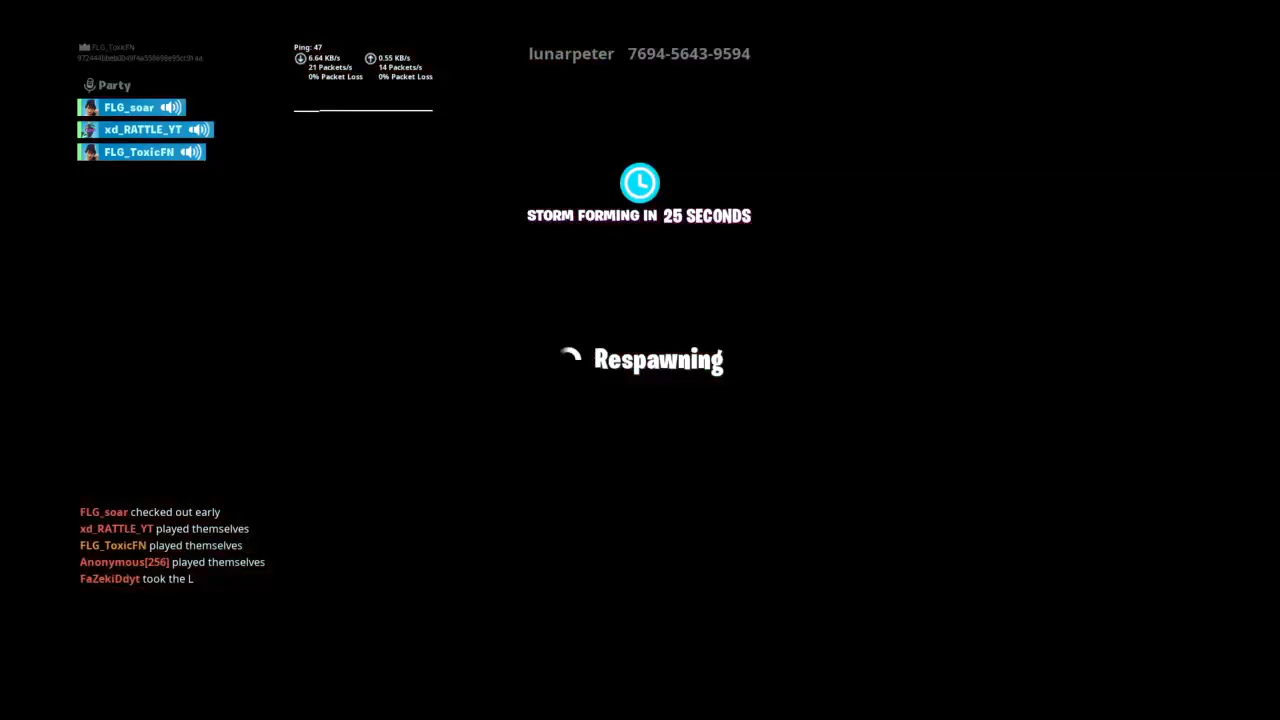 FLG_ToxicFN
Party
FLG_soar
xd_RATTLE_YT
FLG_ToxicFN
Ping: 47
6.64 KB/s 0.55 KB/s
21 Packets/s 14 Packets/s
0% Packet Loss 0% Packet Loss
lunarpeter 7694-5643-9594
STORM FORMING IN 25 SECONDS
Respawning
FLG_soar checked out early
xd_RATTLE_YT played themselves
FLG_ToxicFN played themselves
Anonymous[256] played themselves
FaZekiDdyt took the L